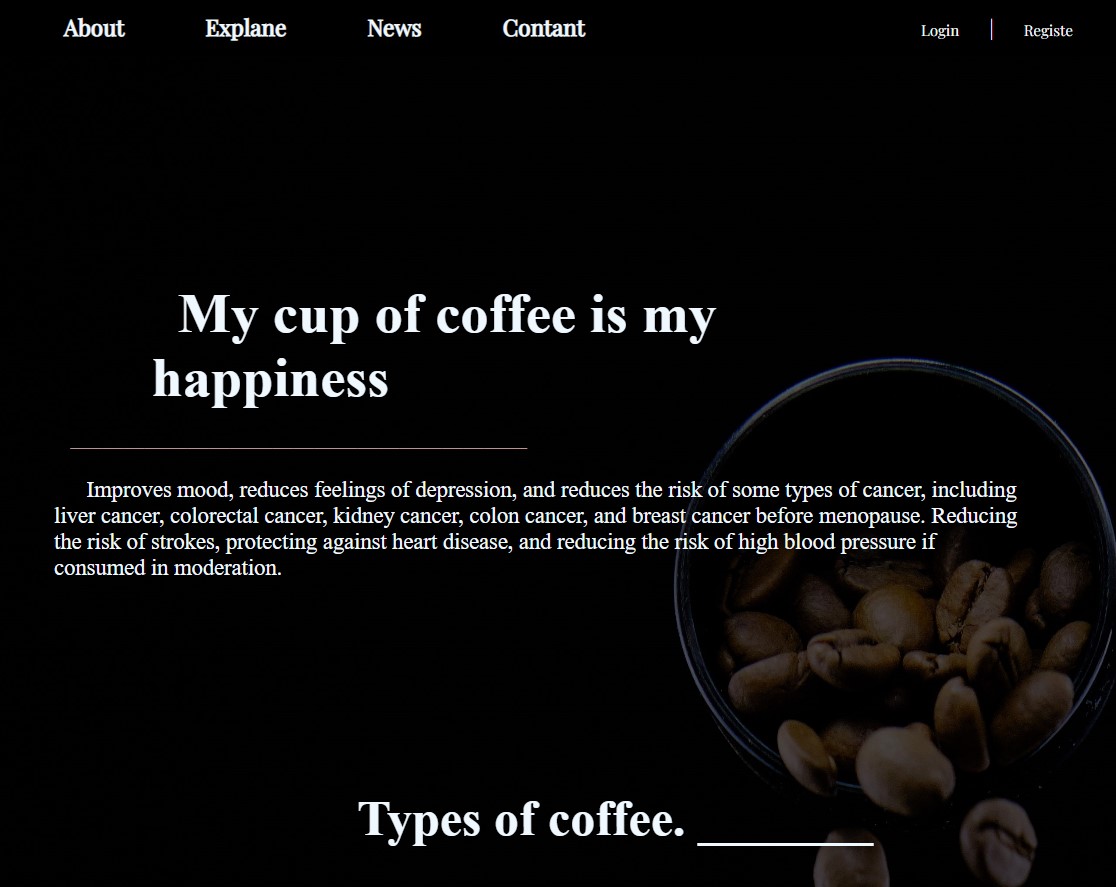 About Explane News Contant Login Registe
My cup of coffee is my
happiness
Improves mood, reduces feelings of depression, and reduces the risk of some types of cancer, including
liver cancer, colorectal cancer, kidney cancer, colon cancer, and breast cancer before menopause. Reducing
the risk of strokes, protecting against heart disease, and reducing the risk of high blood pressure if
consumed in moderation.
Types of coffee.